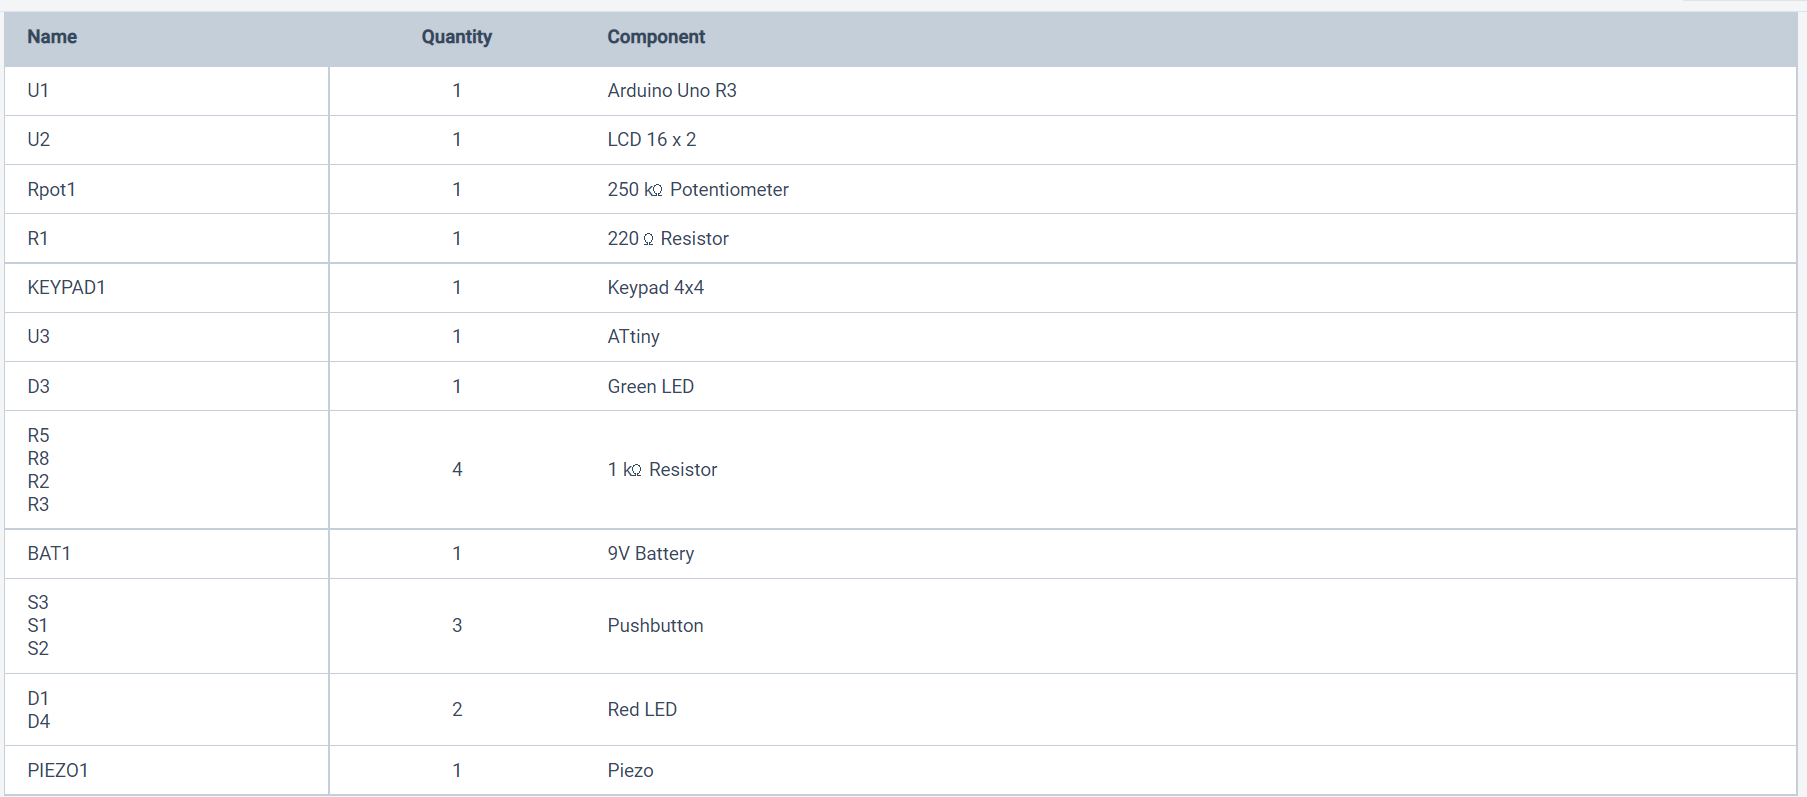 Name Quantity Component
U1 1 Arduino Uno R3
U2 1 LCD 16 x 2
Rpot1 1 250 kΩ Potentiometer
R1 1 220 Ω Resistor
KEYPAD1 1 Keypad 4x4
U3 1 ATtiny
D3 1 Green LED
R5
R8
R2
R3
4 1 kΩ Resistor
BAT1 1 9V Battery
S3
S1
S2
3 Pushbutton
D1
D4
2 Red LED
PIEZO1 1 Piezo